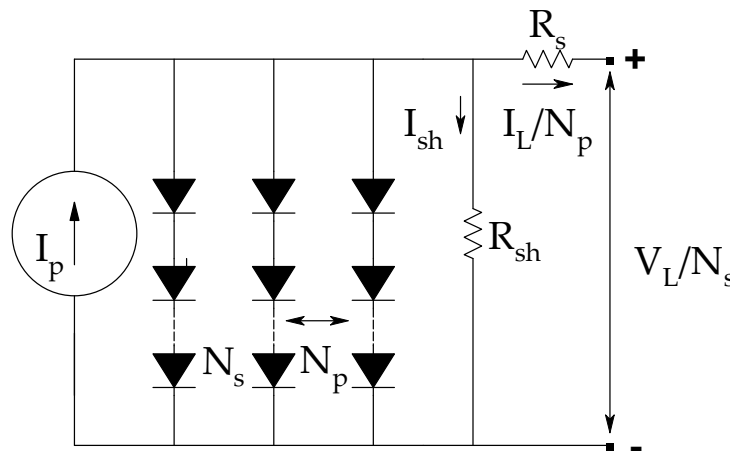 R_s
+
I_sh
I_L/N_p
I_p
R_sh
V_L/N_s
N_s
N_p
-